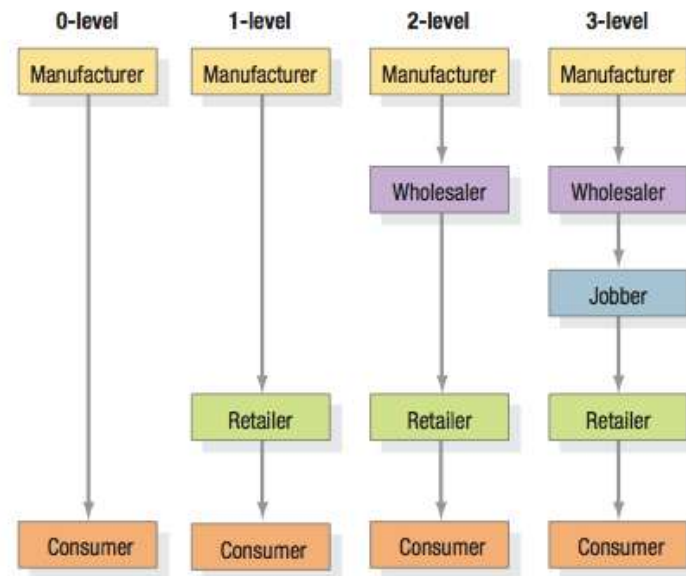 0-level 1-level 2-level 3-level
Manufacturer Manufacturer Manufacturer Manufacturer
Wholesaler Wholesaler
Jobber
Retailer Retailer Retailer
Consumer Consumer Consumer Consumer